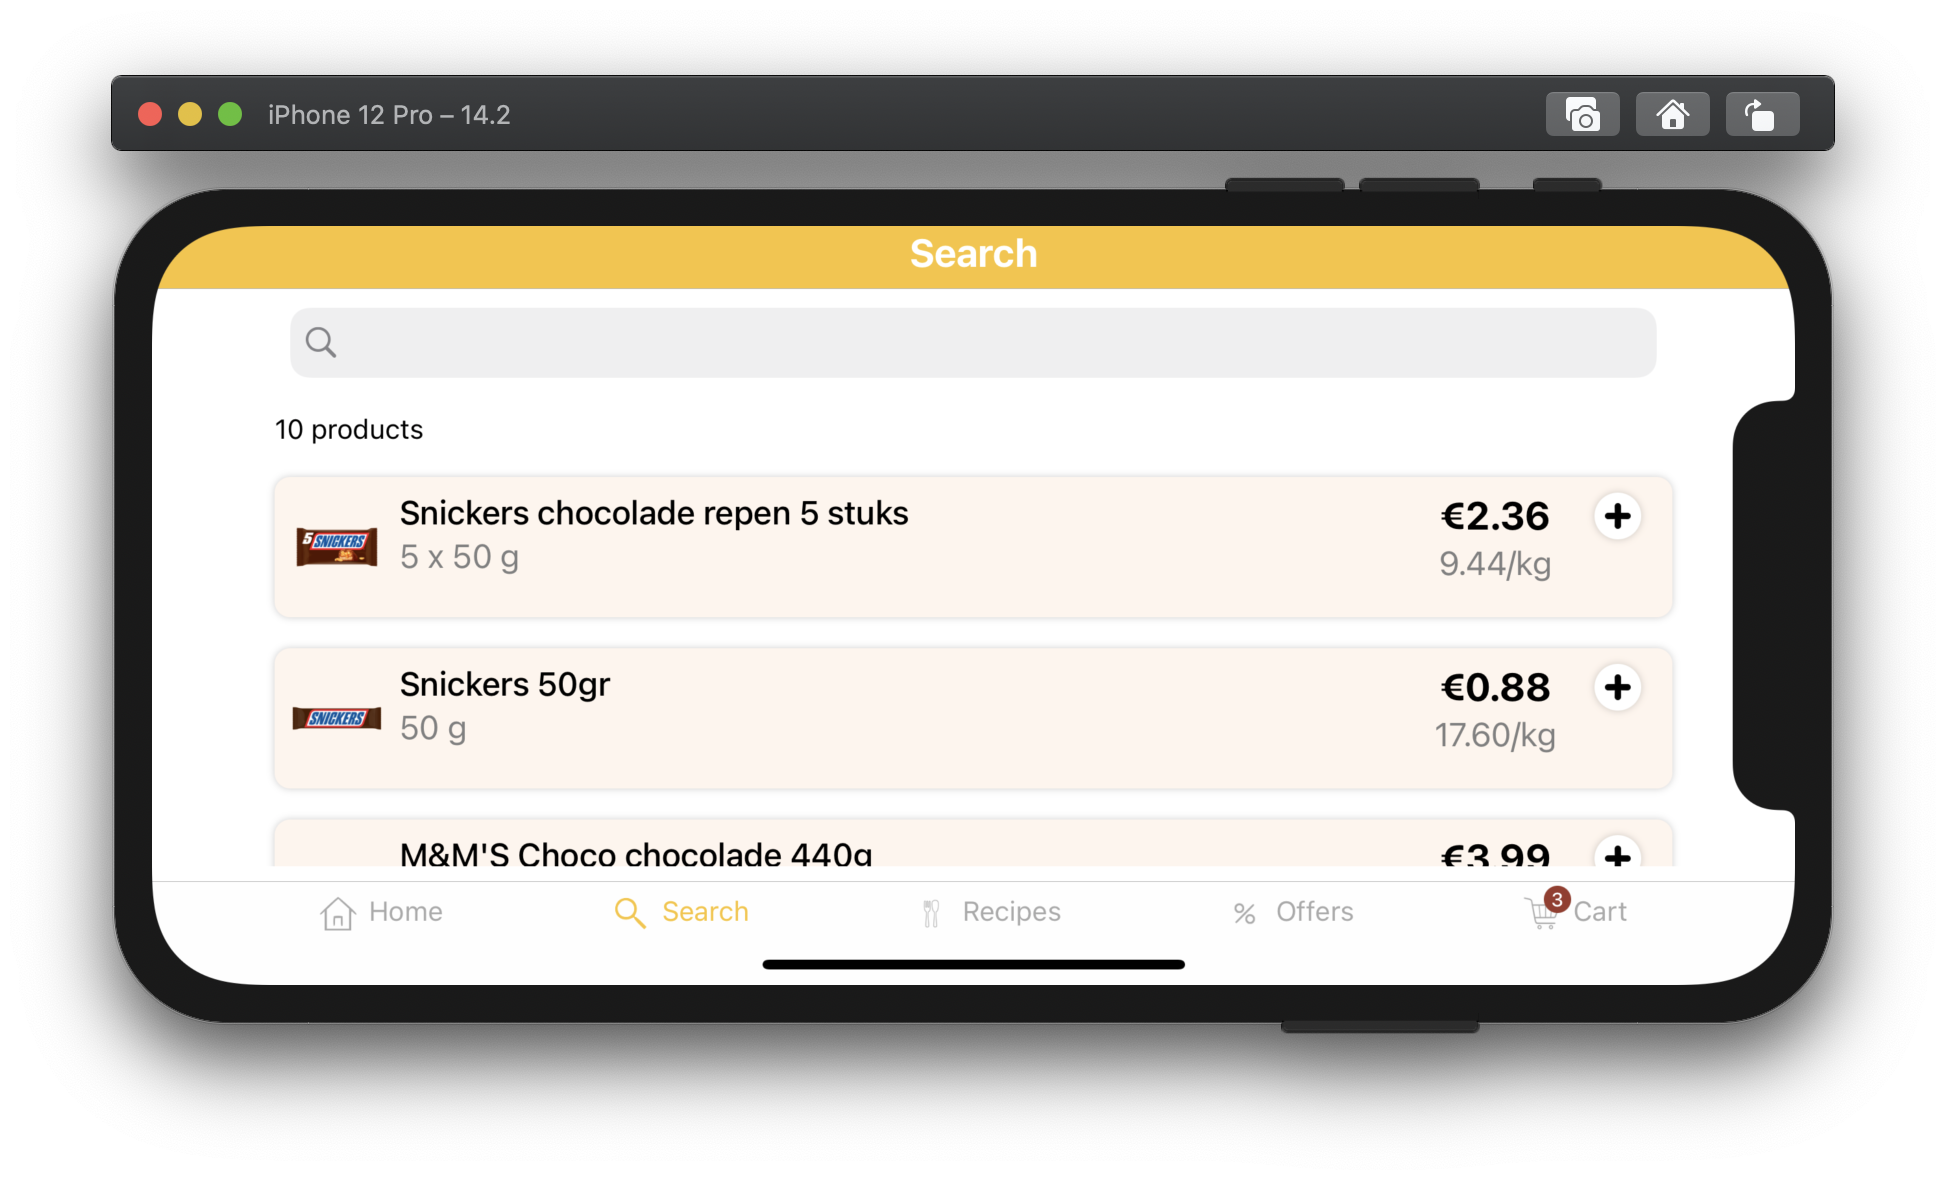 iPhone 12 Pro – 14.2
Search
10 products
5 SNICKERS
Snickers chocolade repen 5 stuks
5 x 50 g
€2.36
9.44/kg
SNICKERS
Snickers 50gr
50 g
€0.88
17.60/kg
M&M'S Choco chocolade 440g
€3.99
Home
Search
Recipes
% Offers
3
Cart